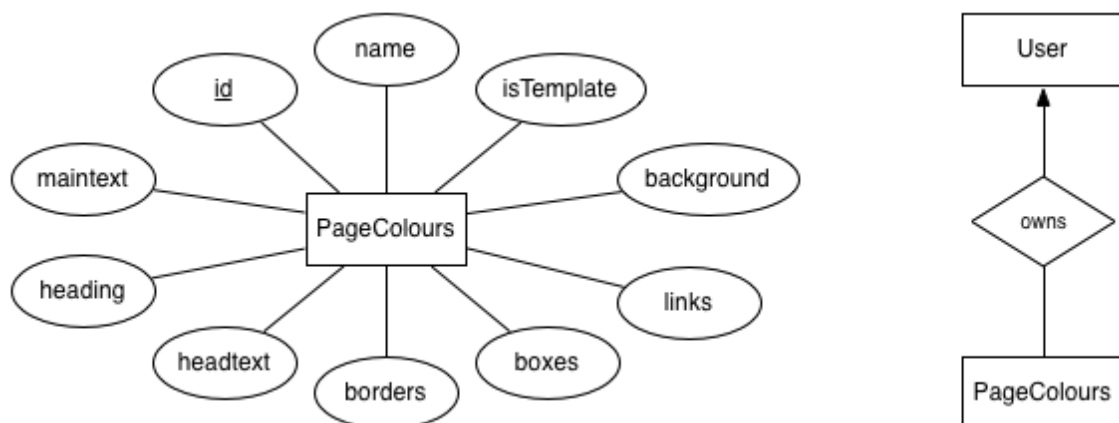 name
id
isTemplate
maintext
background
PageColours
heading
links
headtext
boxes
borders
User
owns
PageColours